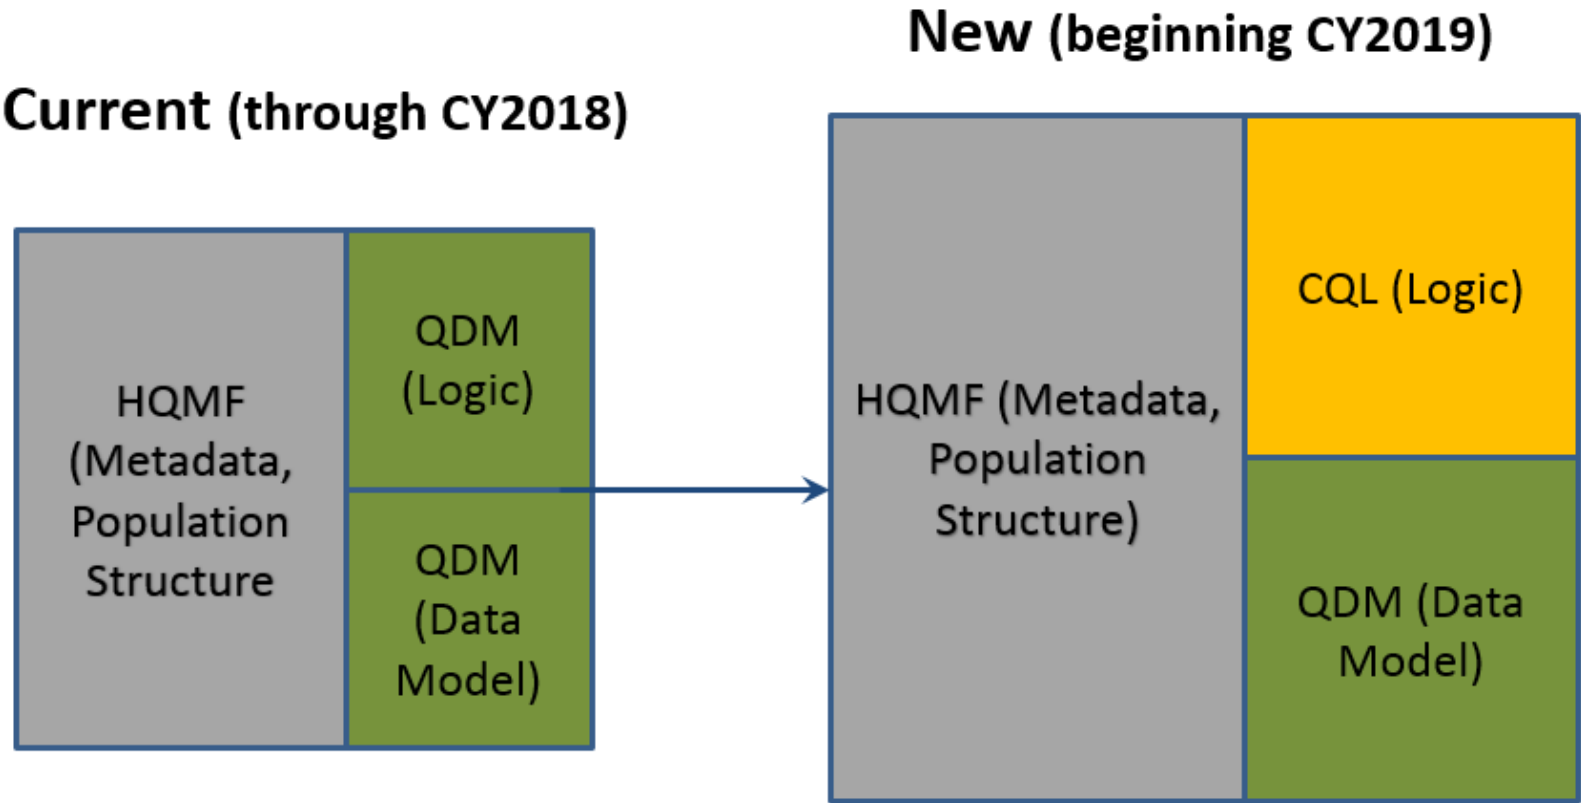 New (beginning CY2019)
Current (through CY2018)
HQMF
(Metadata,
Population
Structure
QDM
(Logic)
QDM
(Data
Model)
HQMF (Metadata,
Population
Structure)
CQL (Logic)
QDM (Data
Model)